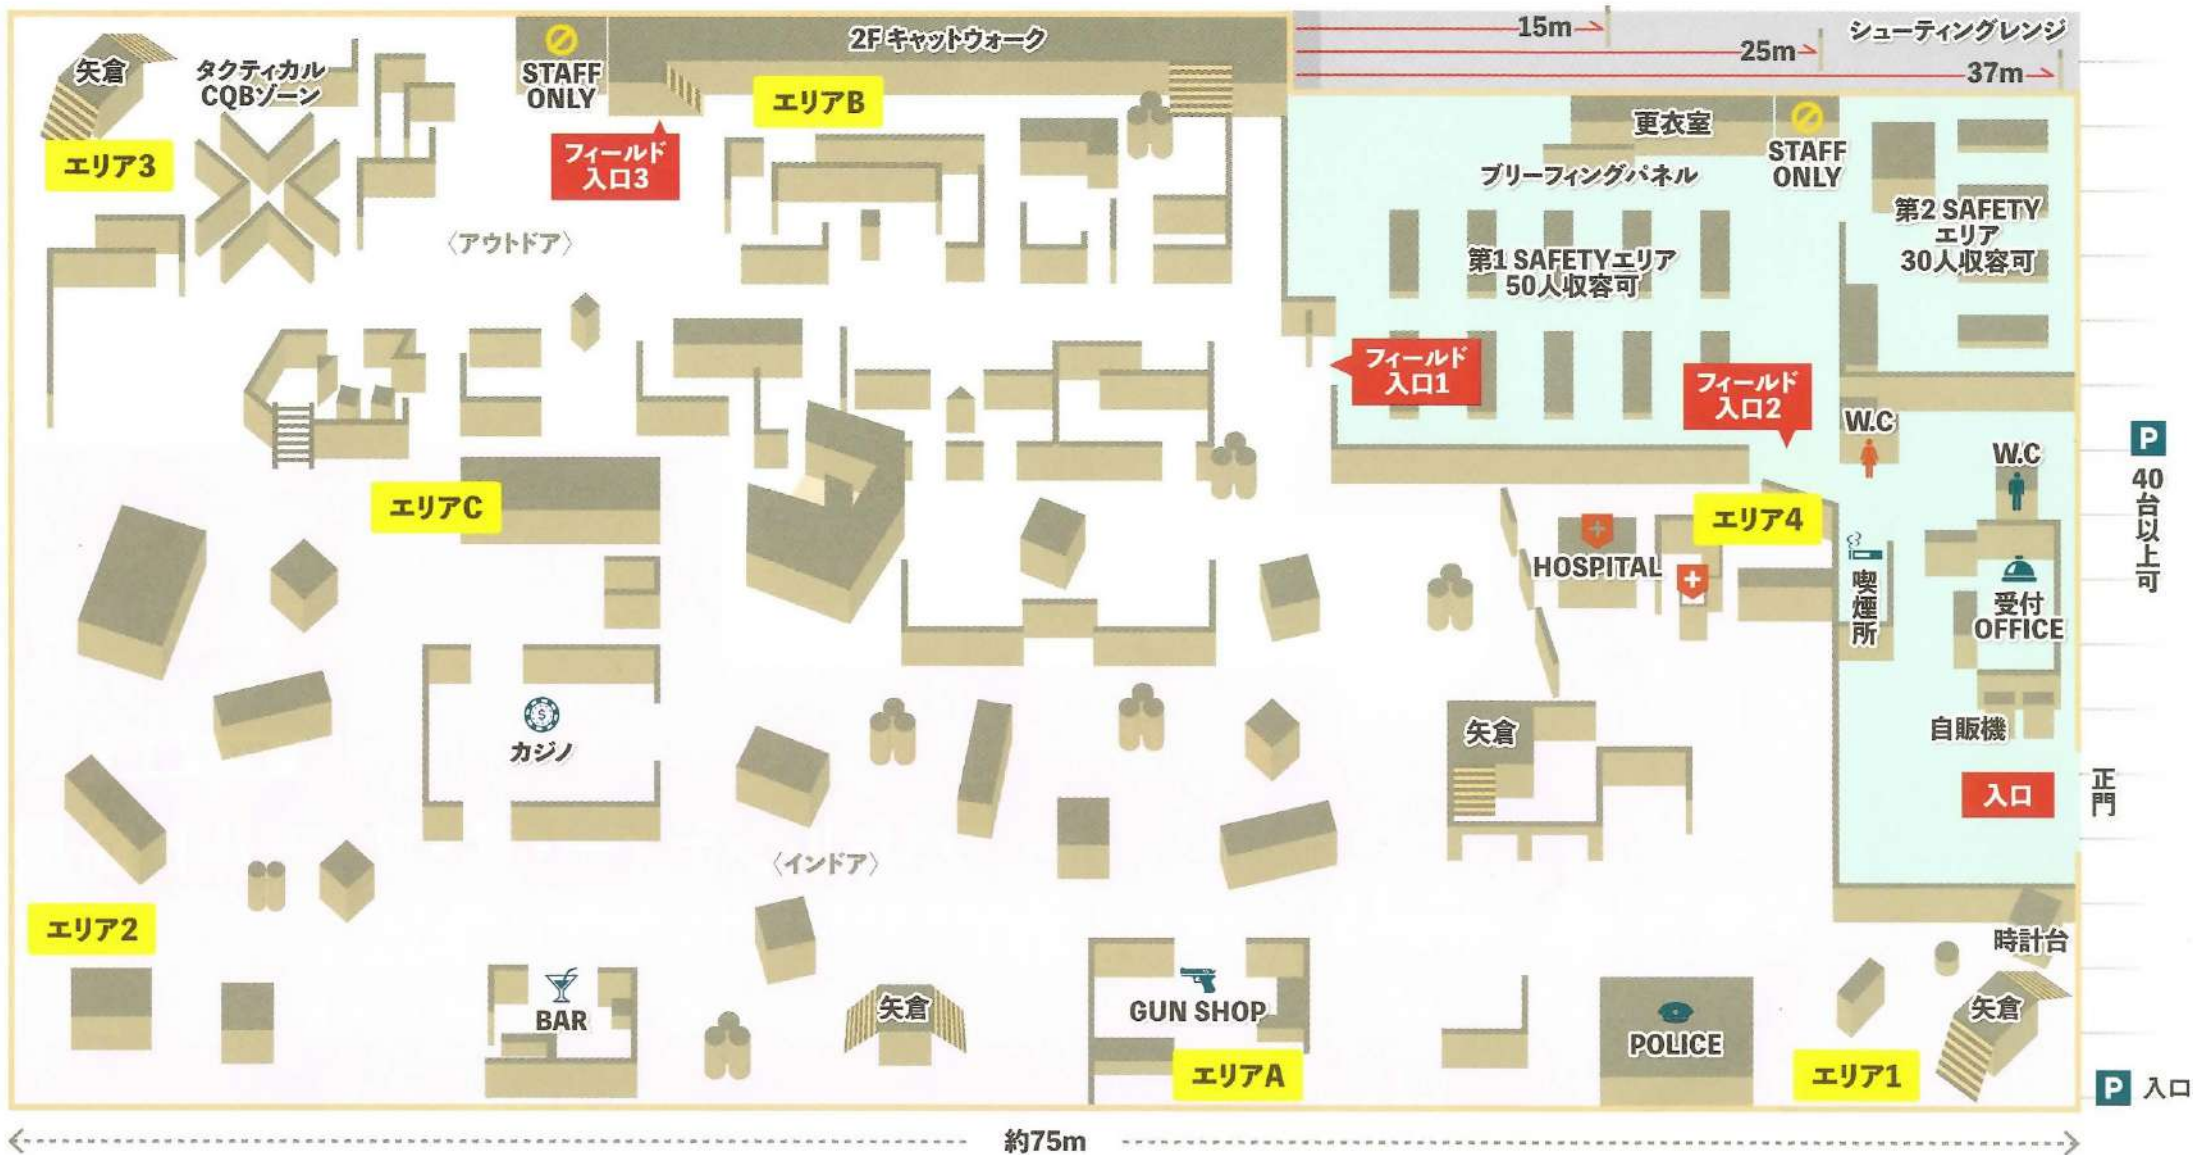 15m
シューティングレンジ
25m
37m
2Fキャットウォーク
矢倉
タクティカル
CQBゾーン
STAFF
ONLY
エリアB
エリア3
フィールド
入口3
更衣室
STAFF
ONLY
ブリーフィングパネル
第2 SAFETY
エリア
30人収容可
〈アウトドア〉
第1 SAFETYエリア
50人収容可
フィールド
入口1
フィールド
入口2
W.C
W.C
P
40台以上可
エリアC
エリア4
HOSPITAL
喫煙所
受付
OFFICE
カジノ
$
矢倉
自販機
入口
正門
〈インドア〉
エリア2
時計台
BAR
矢倉
GUN SHOP
エリアA
POLICE
矢倉
エリア1
P 入口
約75m